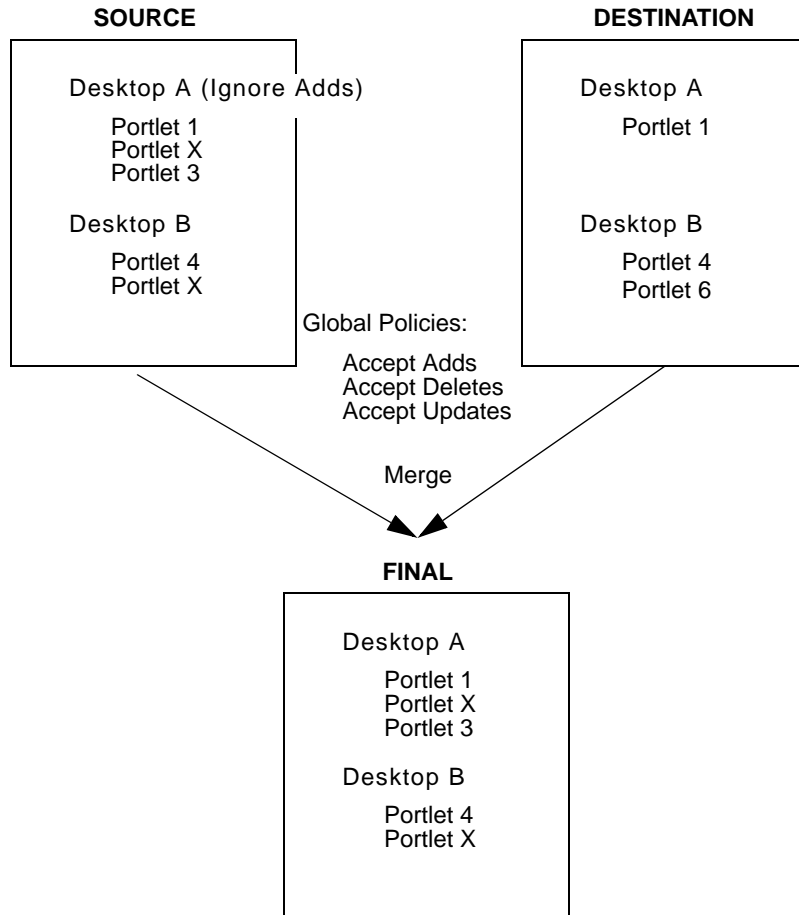 SOURCE
Desktop A (Ignore Adds)
Portlet 1
Portlet X
Portlet 3
Desktop B
Portlet 4
Portlet X
DESTINATION
Desktop A
Portlet 1
Desktop B
Portlet 4
Portlet 6
Global Policies:
Accept Adds
Accept Deletes
Accept Updates
Merge
FINAL
Desktop A
Portlet 1
Portlet X
Portlet 3
Desktop B
Portlet 4
Portlet X